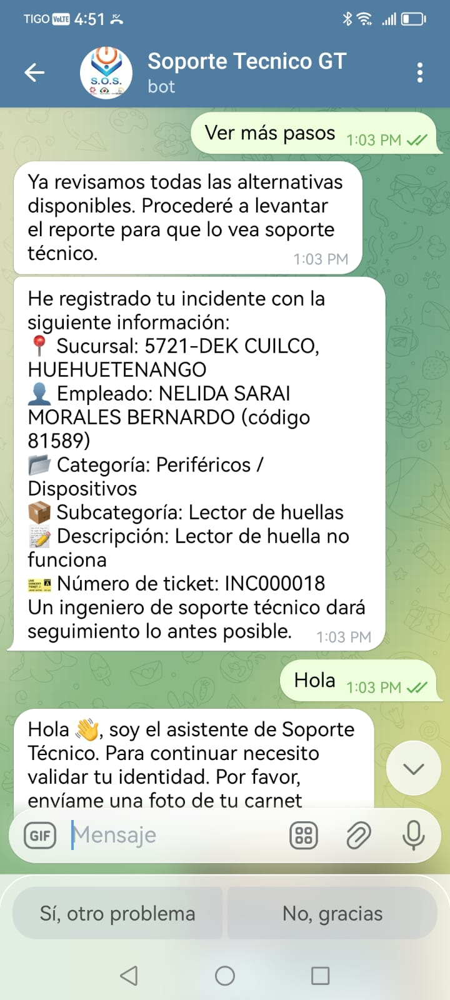 TIGO VoLTE 4:51
Soporte Tecnico GT
S.O.S.
bot
Ver más pasos 1:03 PM
Ya revisamos todas las alternativas
disponibles. Procederé a levantar
el reporte para que lo vea soporte
técnico. 1:03 PM
He registrado tu incidente con la
siguiente información:
📍 Sucursal: 5721-DEK CUILCO,
HUEHUETENANGO
👤 Empleado: NELIDA SARAI
MORALES BERNARDO (código
81589)
📂 Categoría: Periféricos /
Dispositivos
📦 Subcategoría: Lector de huellas
📝 Descripción: Lector de huella no
funciona
🎫 Número de ticket: INC000018
Un ingeniero de soporte técnico dará
seguimiento lo antes posible. 1:03 PM
Hola 1:03 PM
Hola 👋, soy el asistente de Soporte
Técnico. Para continuar necesito
validar tu identidad. Por favor,
envíame una foto de tu carnet
GIF Mensaje
Sí, otro problema
No, gracias